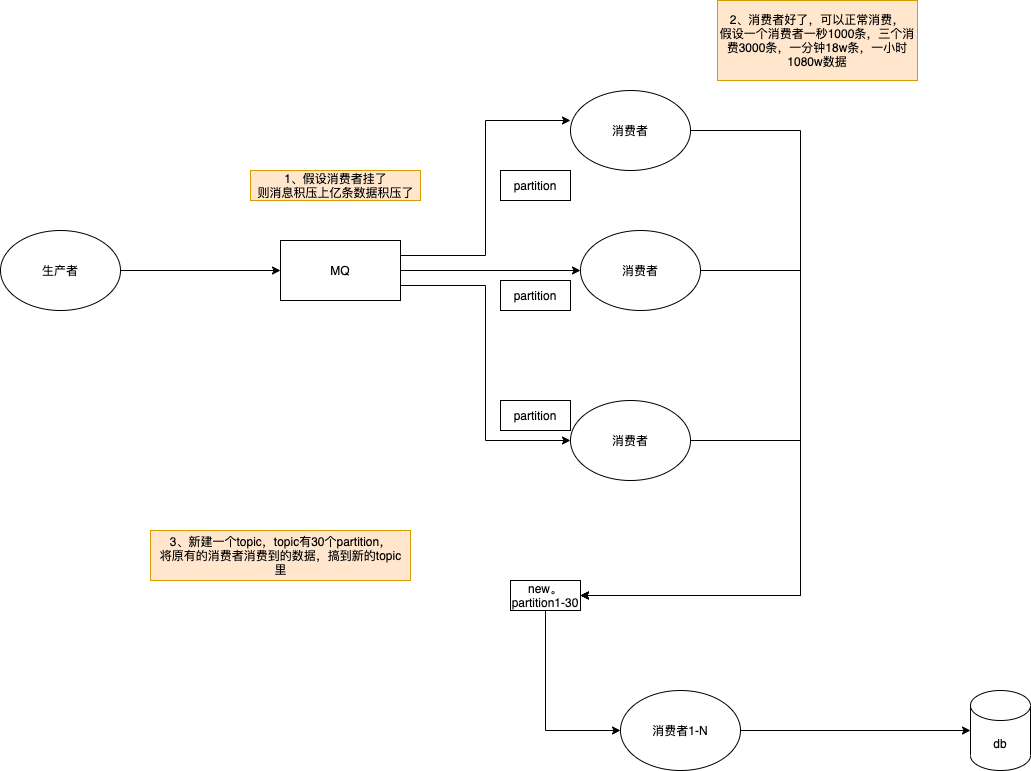 2、消费者好了，可以正常消费，
假设一个消费者一秒1000条，三个消
费3000条，一分钟18w条，一小时
1080w数据
消费者
1、假设消费者挂了
则消息积压上亿条数据积压了
partition
生产者
MQ
消费者
partition
partition
消费者
3、新建一个topic，topic有30个partition，
将原有的消费者消费到的数据，搞到新的topic
里
new。
partition1-30
消费者1-N
db